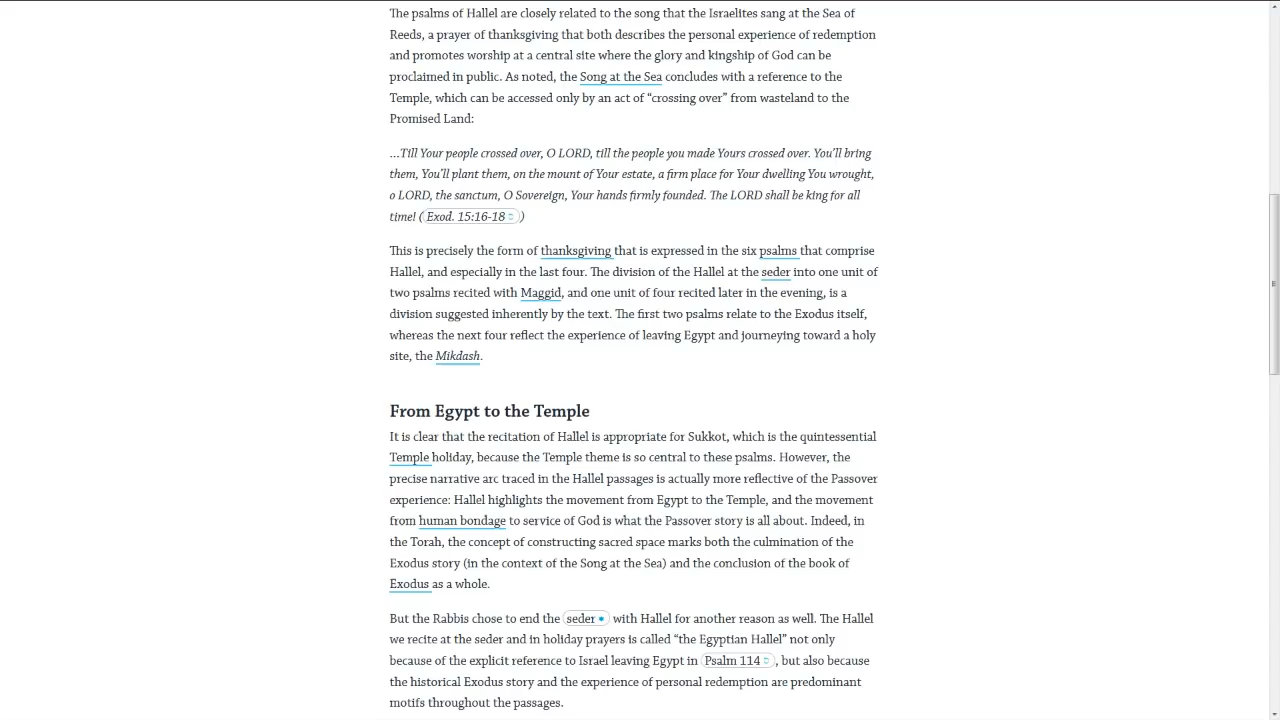 The psalms of Hallel are closely related to the song that the Israelites sang at the Sea of
Reeds, a prayer of thanksgiving that both describes the personal experience of redemption
and promotes worship at a central site where the glory and kingship of God can be
proclaimed in public. As noted, the Song at the Sea concludes with a reference to the
Temple, which can be accessed only by an act of “crossing over” from wasteland to the
Promised Land:
…Till Your people crossed over, O LORD, till the people you made Yours crossed over. You’ll bring
them, You’ll plant them, on the mount of Your estate, a firm place for Your dwelling You wrought,
o LORD, the sanctum, O Sovereign, Your hands firmly founded. The LORD shall be king for all
time! (Exod. 15:16-18)
This is precisely the form of thanksgiving that is expressed in the six psalms that comprise
Hallel, and especially in the last four. The division of the Hallel at the seder into one unit of
two psalms recited with Maggid, and one unit of four recited later in the evening, is a
division suggested inherently by the text. The first two psalms relate to the Exodus itself,
whereas the next four reflect the experience of leaving Egypt and journeying toward a holy
site, the Mikdash.
From Egypt to the Temple
It is clear that the recitation of Hallel is appropriate for Sukkot, which is the quintessential
Temple holiday, because the Temple theme is so central to these psalms. However, the
precise narrative arc traced in the Hallel passages is actually more reflective of the Passover
experience: Hallel highlights the movement from Egypt to the Temple, and the movement
from human bondage to service of God is what the Passover story is all about. Indeed, in
the Torah, the concept of constructing sacred space marks both the culmination of the
Exodus story (in the context of the Song at the Sea) and the conclusion of the book of
Exodus as a whole.
But the Rabbis chose to end the seder with Hallel for another reason as well. The Hallel
we recite at the seder and in holiday prayers is called “the Egyptian Hallel” not only
because of the explicit reference to Israel leaving Egypt in Psalm 114, but also because
the historical Exodus story and the experience of personal redemption are predominant
motifs throughout the passages.